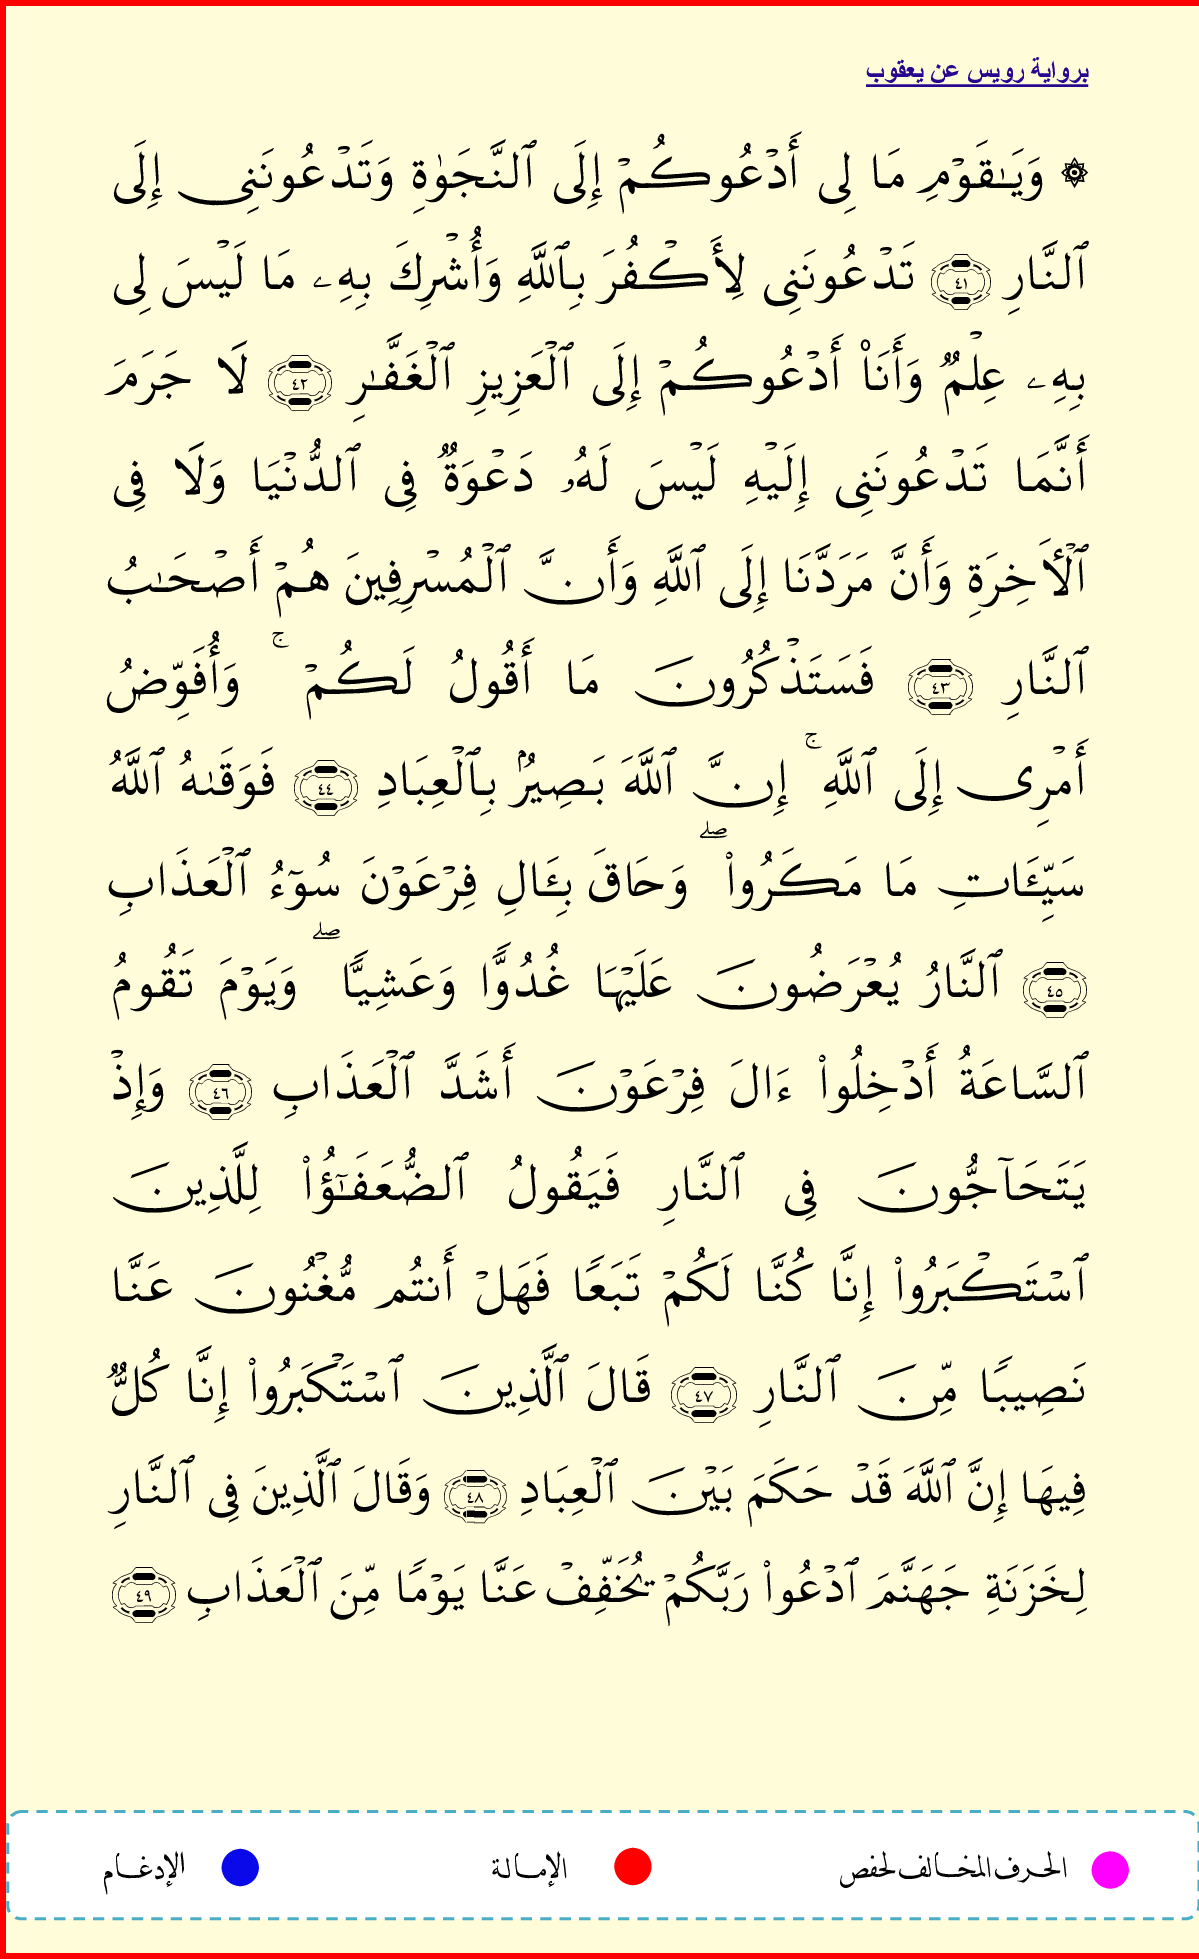 برواية رويس عن يعقوب
۞ وَيَـٰقَوْمِ مَا لِى أَدْعُوكُمْ إِلَى ٱلنَّجَوٰةِ وَتَدْعُونَنِى إِلَى
ٱلنَّارِ ٤١ تَدْعُونَنِى لِأَكْفُرَ بِٱللَّهِ وَأُشْرِكَ بِهِۦ مَا لَيْسَ لِى
بِهِۦ عِلْمٌ وَأَنَا۠ أَدْعُوكُمْ إِلَى ٱلْعَزِيزِ ٱلْغَفَّـٰرِ ٤٢ لَا جَرَمَ
أَنَّمَا تَدْعُونَنِى إِلَيْهِ لَيْسَ لَهُۥ دَعْوَةٌ فِى ٱلدُّنْيَا وَلَا فِى
ٱلْأَخِرَةِ وَأَنَّ مَرَدَّنَا إِلَى ٱللَّهِ وَأَنَّ ٱلْمُسْرِفِينَ هُمْ أَصْحَـٰبُ
ٱلنَّارِ ٤٣ فَسَتَذْكُرُونَ مَا أَقُولُ لَكُمْ ۚ وَأُفَوِّضُ
أَمْرِى إِلَى ٱللَّهِ ۚ إِنَّ ٱللَّهَ بَصِيرٌۢ بِٱلْعِبَادِ ٤٤ فَوَقَىٰهُ ٱللَّهُ
سَيِّـَٔاتِ مَا مَكَرُوا۟ ۖ وَحَاقَ بِـَٔالِ فِرْعَوْنَ سُوٓءُ ٱلْعَذَابِ
٤٥ ٱلنَّارُ يُعْرَضُونَ عَلَيْهَا غُدُوًّا وَعَشِيًّا ۖ وَيَوْمَ تَقُومُ
ٱلسَّاعَةُ أَدْخِلُوا۟ ءَالَ فِرْعَوْنَ أَشَدَّ ٱلْعَذَابِ ٤٦ وَإِذْ
يَتَحَآجُّونَ فِى ٱلنَّارِ فَيَقُولُ ٱلضُّعَفَـٰٓؤُا۟ لِلَّذِينَ
ٱسْتَكْبَرُوا۟ إِنَّا كُنَّا لَكُمْ تَبَعًا فَهَلْ أَنتُم مُّغْنُونَ عَنَّا
نَصِيبًا مِّنَ ٱلنَّارِ ٤٧ قَالَ ٱلَّذِينَ ٱسْتَكْبَرُوا۟ إِنَّا كُلٌّ
فِيهَا إِنَّ ٱللَّهَ قَدْ حَكَمَ بَيْنَ ٱلْعِبَادِ ٤٨ وَقَالَ ٱلَّذِينَ فِى ٱلنَّارِ
لِخَزَنَةِ جَهَنَّمَ ٱدْعُوا۟ رَبَّكُمْ يُخَفِّفْ عَنَّا يَوْمًا مِّنَ ٱلْعَذَابِ ٤٩
الحرف المخالف لحفص الإمالة الإدغام